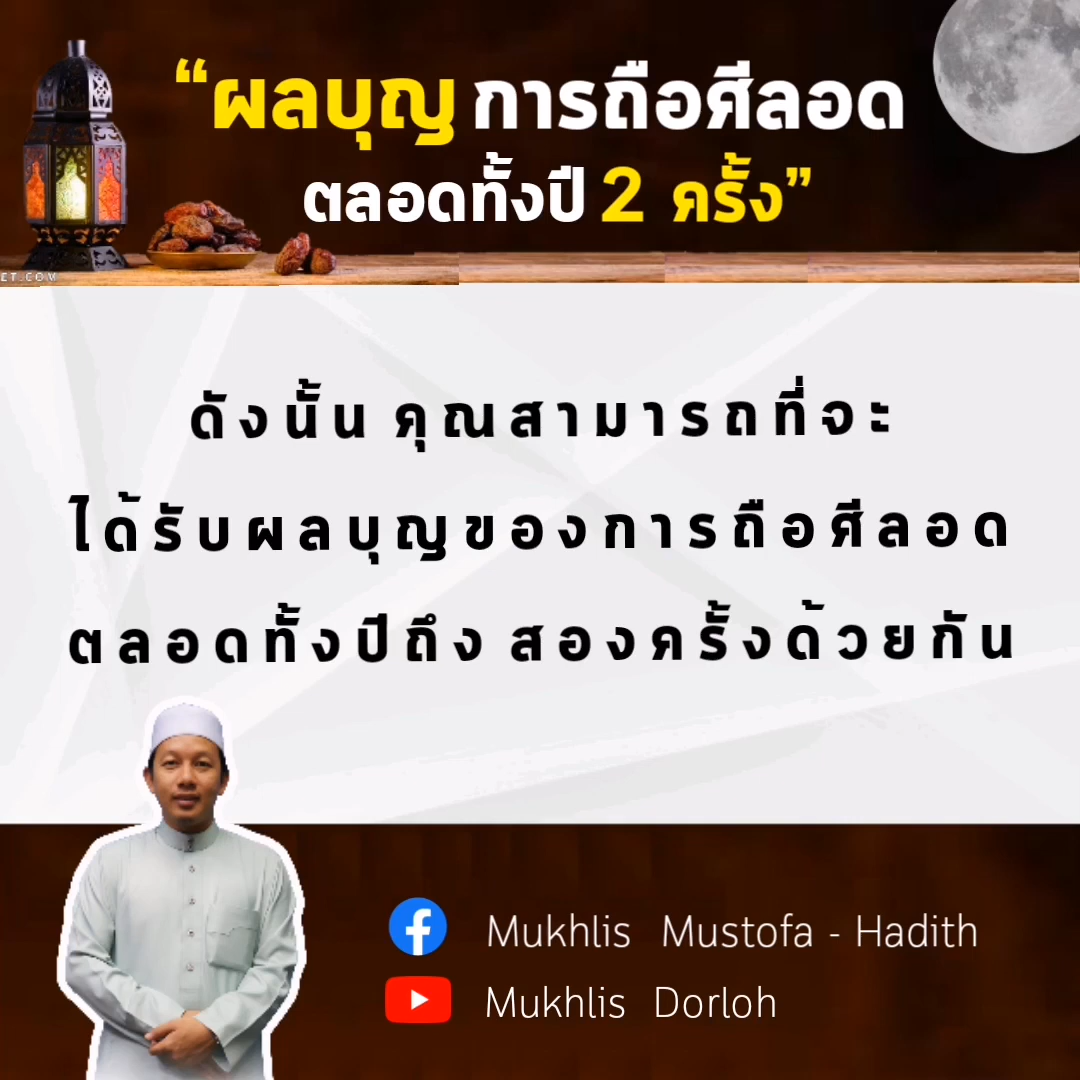 “ผลบุญ การถือศีลอด
ตลอดทั้งปี 2 ครั้ง”
ET.COM
ดังนั้น คุณสามารถที่จะ
ได้รับผลบุญของการถือศีลอด
ตลอดทั้งปีถึง สองครั้งด้วยกัน
Mukhlis Mustofa - Hadith
Mukhlis Dorloh